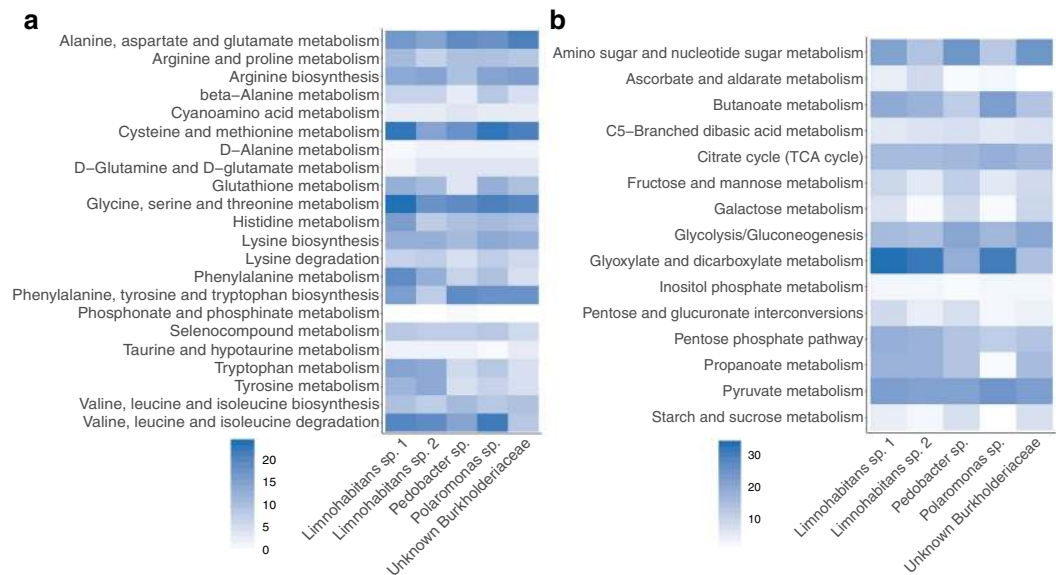 a
Alanine, aspartate and glutamate metabolism
Arginine and proline metabolism
Arginine biosynthesis
beta−Alanine metabolism
Cyanoamino acid metabolism
Cysteine and methionine metabolism
D−Alanine metabolism
D−Glutamine and D−glutamate metabolism
Glutathione metabolism
Glycine, serine and threonine metabolism
Histidine metabolism
Lysine biosynthesis
Lysine degradation
Phenylalanine metabolism
Phenylalanine, tyrosine and tryptophan biosynthesis
Phosphonate and phosphinate metabolism
Selenocompound metabolism
Taurine and hypotaurine metabolism
Tryptophan metabolism
Tyrosine metabolism
Valine, leucine and isoleucine biosynthesis
Valine, leucine and isoleucine degradation
Limnohabitans sp. 1
Limnohabitans sp. 2
Pedobacter sp.
Polaromonas sp.
Unknown Burkholderiaceae
20
15
10
5
0
b
Amino sugar and nucleotide sugar metabolism
Ascorbate and aldarate metabolism
Butanoate metabolism
C5−Branched dibasic acid metabolism
Citrate cycle (TCA cycle)
Fructose and mannose metabolism
Galactose metabolism
Glycolysis/Gluconeogenesis
Glyoxylate and dicarboxylate metabolism
Inositol phosphate metabolism
Pentose and glucuronate interconversions
Pentose phosphate pathway
Propanoate metabolism
Pyruvate metabolism
Starch and sucrose metabolism
Limnohabitans sp. 1
Limnohabitans sp. 2
Pedobacter sp.
Polaromonas sp.
Unknown Burkholderiaceae
30
20
10